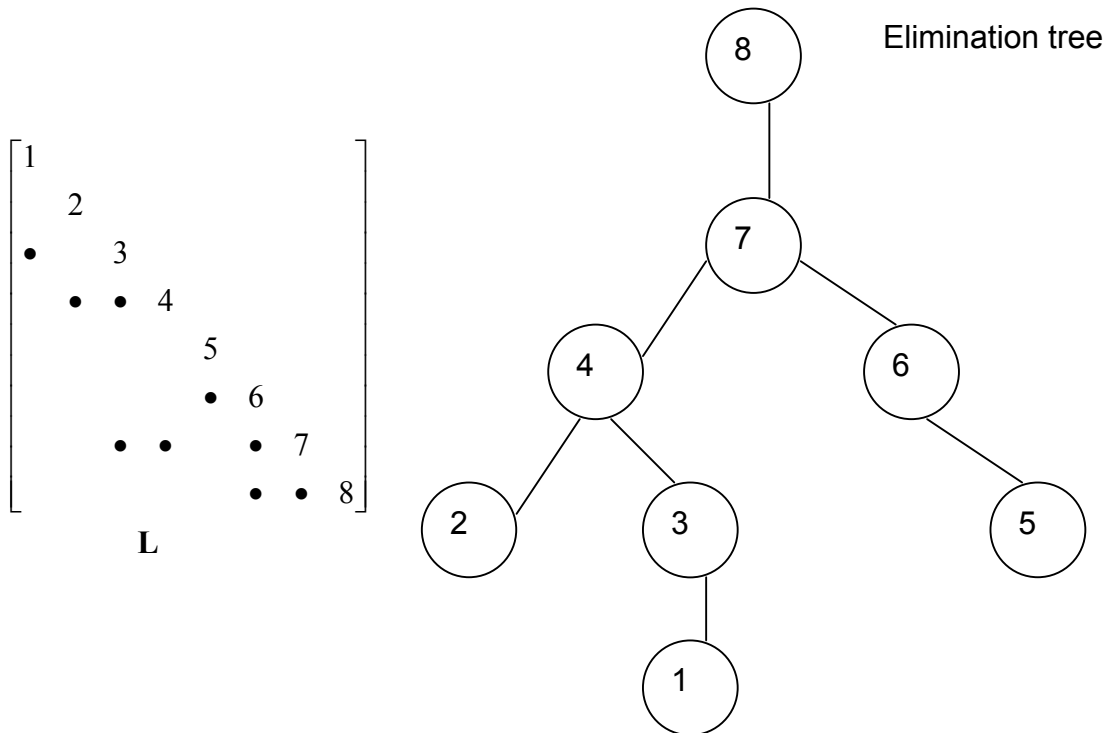 Elimination tree
1
2
• 3
• • 4
5
• 6
• • • 7
• • 8
L
8
7
4 6
2 3 5
1